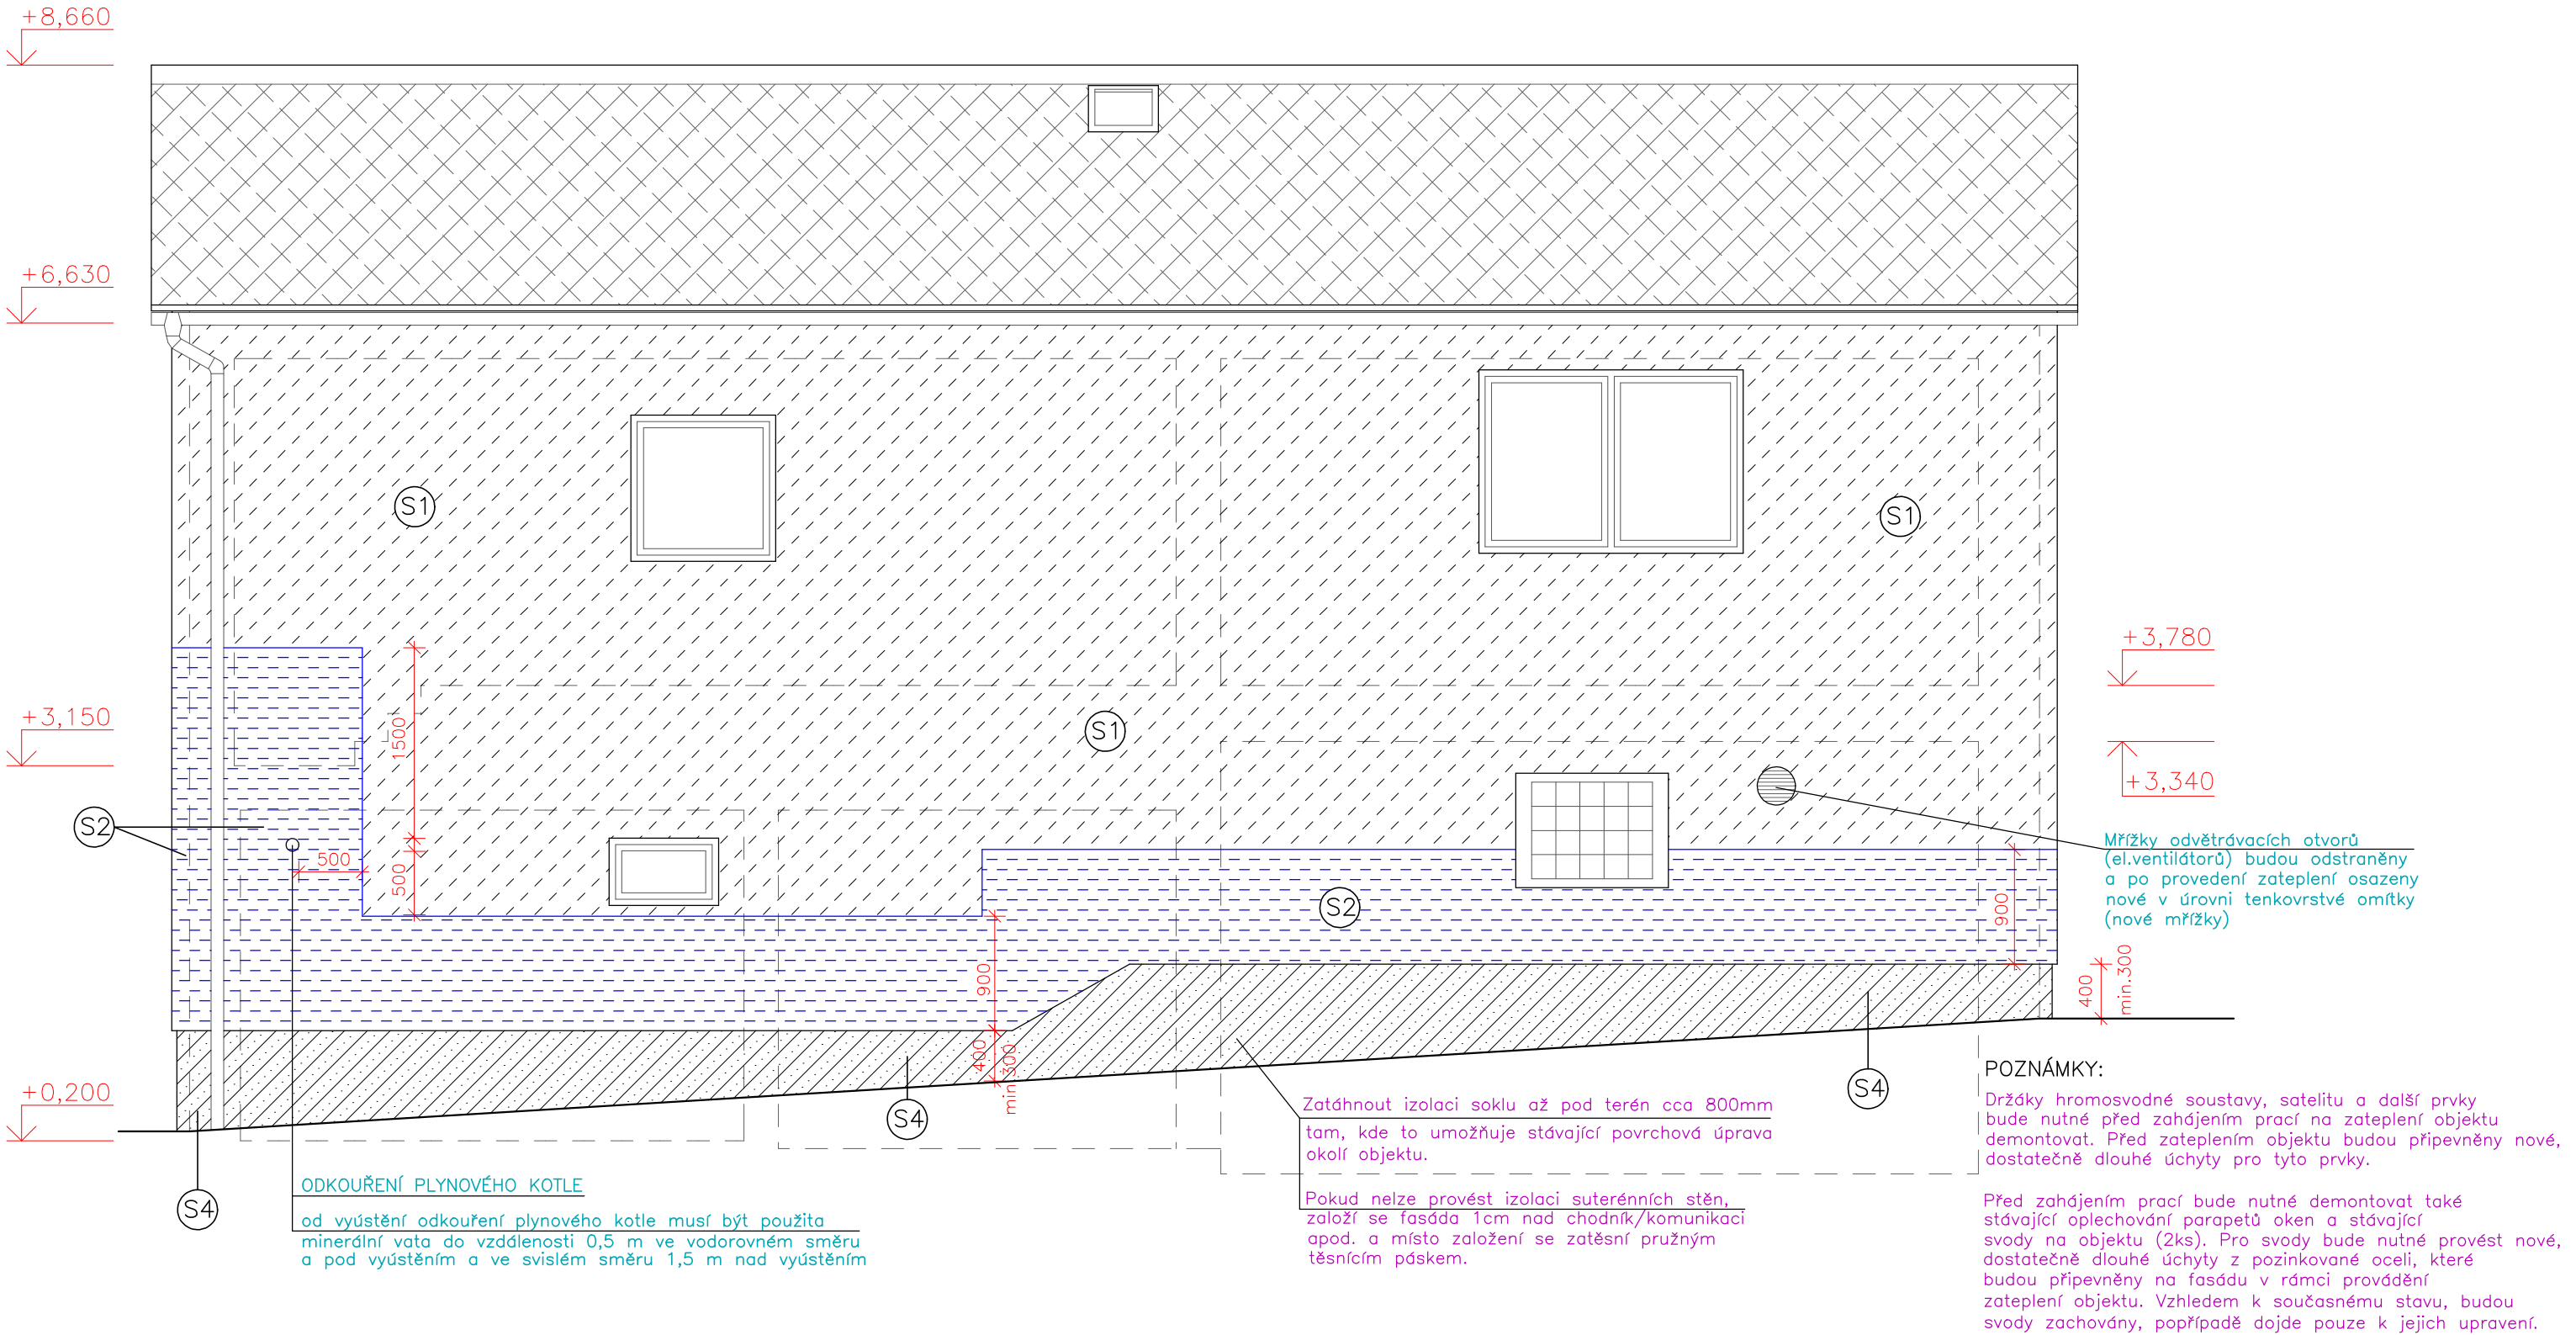 +8,660
+6,630
S1
S1
+3,780
+3,150
1500
S1
+3,340
S2
500
500
Mřížky odvětrávacích otvorů
(el.ventilátorů) budou odstraněny
a po provedení zateplení osazeny
nové v úrovni tenkovrstvé omítky
(nové mřížky)
S2
900
900
400
min.300
400
min.300
+0,200
S4
S4
S4
POZNÁMKY:
Držáky hromosvodné soustavy, satelitu a další prvky
bude nutné před zahájením prací na zateplení objektu
demontovat. Před zateplením objektu budou připevněny nové,
dostatečně dlouhé úchyty pro tyto prvky.
Před zahájením prací bude nutné demontovat také
stávající oplechování parapetů oken a stávající
svody na objektu (2ks). Pro svody bude nutné provést nové,
dostatečně dlouhé úchyty z pozinkované oceli, které
budou připevněny na fasádu v rámci provádění
zateplení objektu. Vzhledem k současnému stavu, budou
svody zachovány, popřípadě dojde pouze k jejich upravení.
Zatáhnout izolaci soklu až pod terén cca 800mm
tam, kde to umožňuje stávající povrchová úprava
okolí objektu.
Pokud nelze provést izolaci suterénních stěn,
založí se fasáda 1cm nad chodník/komunikaci
apod. a místo založení se zatěsní pružným
těsnícím páskem.
ODKOUŘENÍ PLYNOVÉHO KOTLE
od vyústění odkouření plynového kotle musí být použita
minerální vata do vzdálenosti 0,5 m ve vodorovném směru
a pod vyústěním a ve svislém směru 1,5 m nad vyústěním